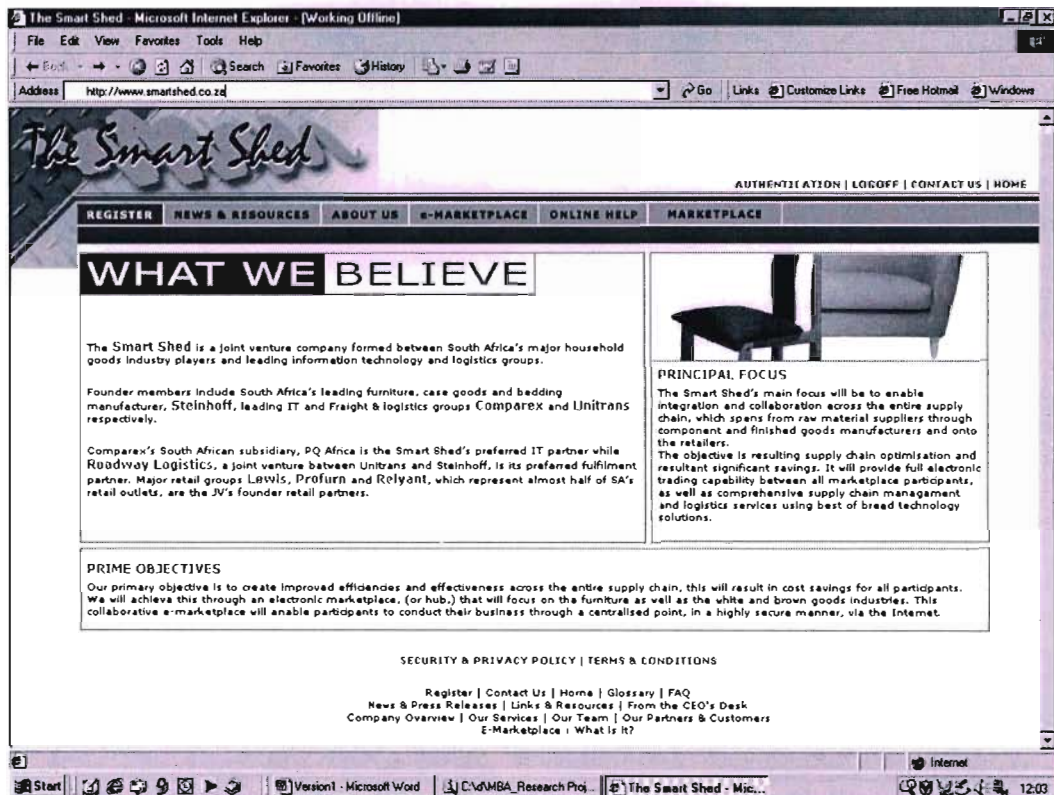 The Smart Shed - Microsoft Internet Explorer - [Working Offline]
File Edit View Favorites Tools Help
Back Search Favorites History
Address http://www.smartshed.co.za Go Links Customize Links Free Hotmail Windows
The Smart Shed
AUTHENTICATION | LOGOFF | CONTACT US | HOME
REGISTER NEWS & RESOURCES ABOUT US e-MARKETPLACE ONLINE HELP MARKETPLACE
WHAT WE BELIEVE
The Smart Shed is a joint venture company formed between South Africa's major household
goods industry players and leading information technology and logistics groups.
Founder members include South Africa's leading furniture, case goods and bedding
manufacturer, Steinhoff, leading IT and Freight & logistics groups Comparex and Unitrans
respectively.
Comparex's South African subsidiary, PQ Africa is the Smart Shed's preferred IT partner while
Roadway Logistics, a joint venture between Unitrans and Steinhoff, is its preferred fulfilment
partner. Major retail groups Lewis, Profurn and Relyant, which represent almost half of SA's
retail outlets, are the JV's founder retail partners.
PRINCIPAL FOCUS
The Smart Shed's main focus will be to enable
integration and collaboration across the entire supply
chain, which spens from raw material suppliers through
component and finished goods manufacturers and onto
the retailers.
The objective is resulting supply chain optimisation and
resultant significant savings. It will provide full electronic
trading capability between all marketplace participants,
as well as comprehensive supply chain managament
and logistics services using best of breed technology
solutions.
PRIME OBJECTIVES
Our primary objective is to create improved efficiencies and effectiveness across the entire supply chain, this will result in cost savings for all participants.
We will achieve this through an electronic marketplace, (or hub,) that will focus on the furniture as well as the white and brown goods industries. This
collaborative e-marketplace will enable participants to conduct their business through a centralised point, in a highly secure manner, via the Internet.
SECURITY & PRIVACY POLICY | TERMS & CONDITIONS
Register | Contact Us | Home | Glossary | FAQ
News & Press Releases | Links & Resources | From the CEO's Desk
Company Overview | Our Services | Our Team | Our Partners & Customers
E-Marketplace : What Is It?
Internet
Start Version1 - Microsoft Word C:\d\MBA_Research Proj... The Smart Shed - Mic... 12:03